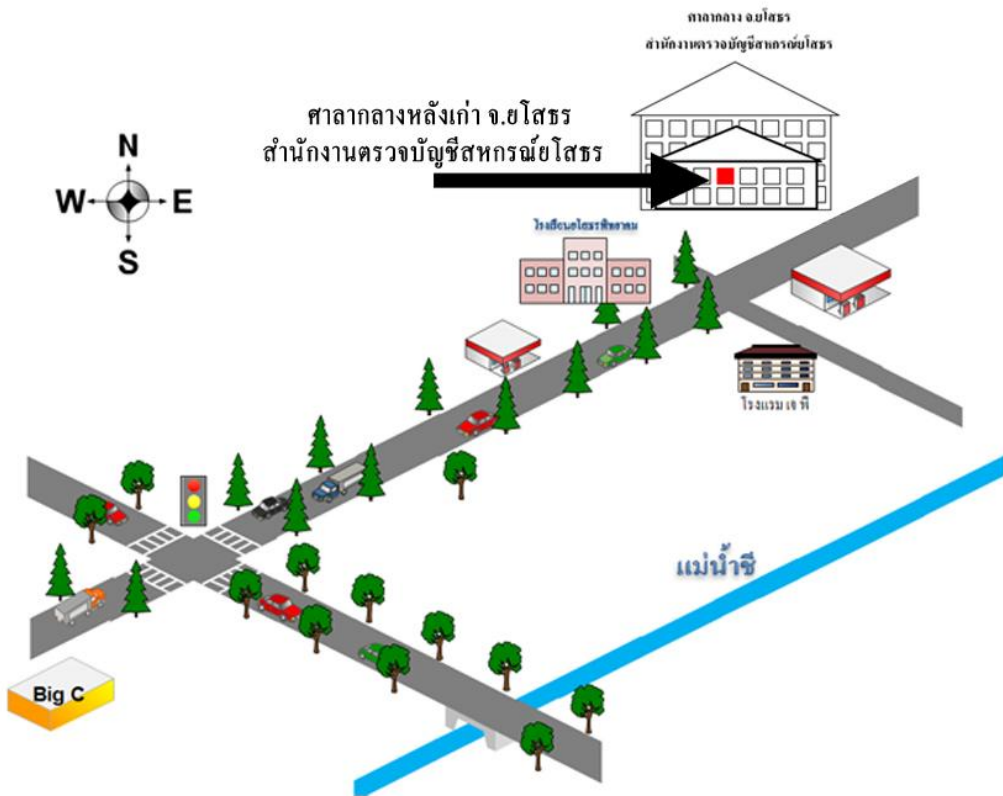 ศาลากลาง จ.ยโสธร
สำนักงานตรวจบัญชีสหกรณ์ยโสธร
ศาลากลางหลังเก่า จ.ยโสธร
สำนักงานตรวจบัญชีสหกรณ์ยโสธร
N
W E
S
โรงเรียนยโสธรพิทยาคม
โรงแรม เจ พี
แม่น้ำชี
Big C